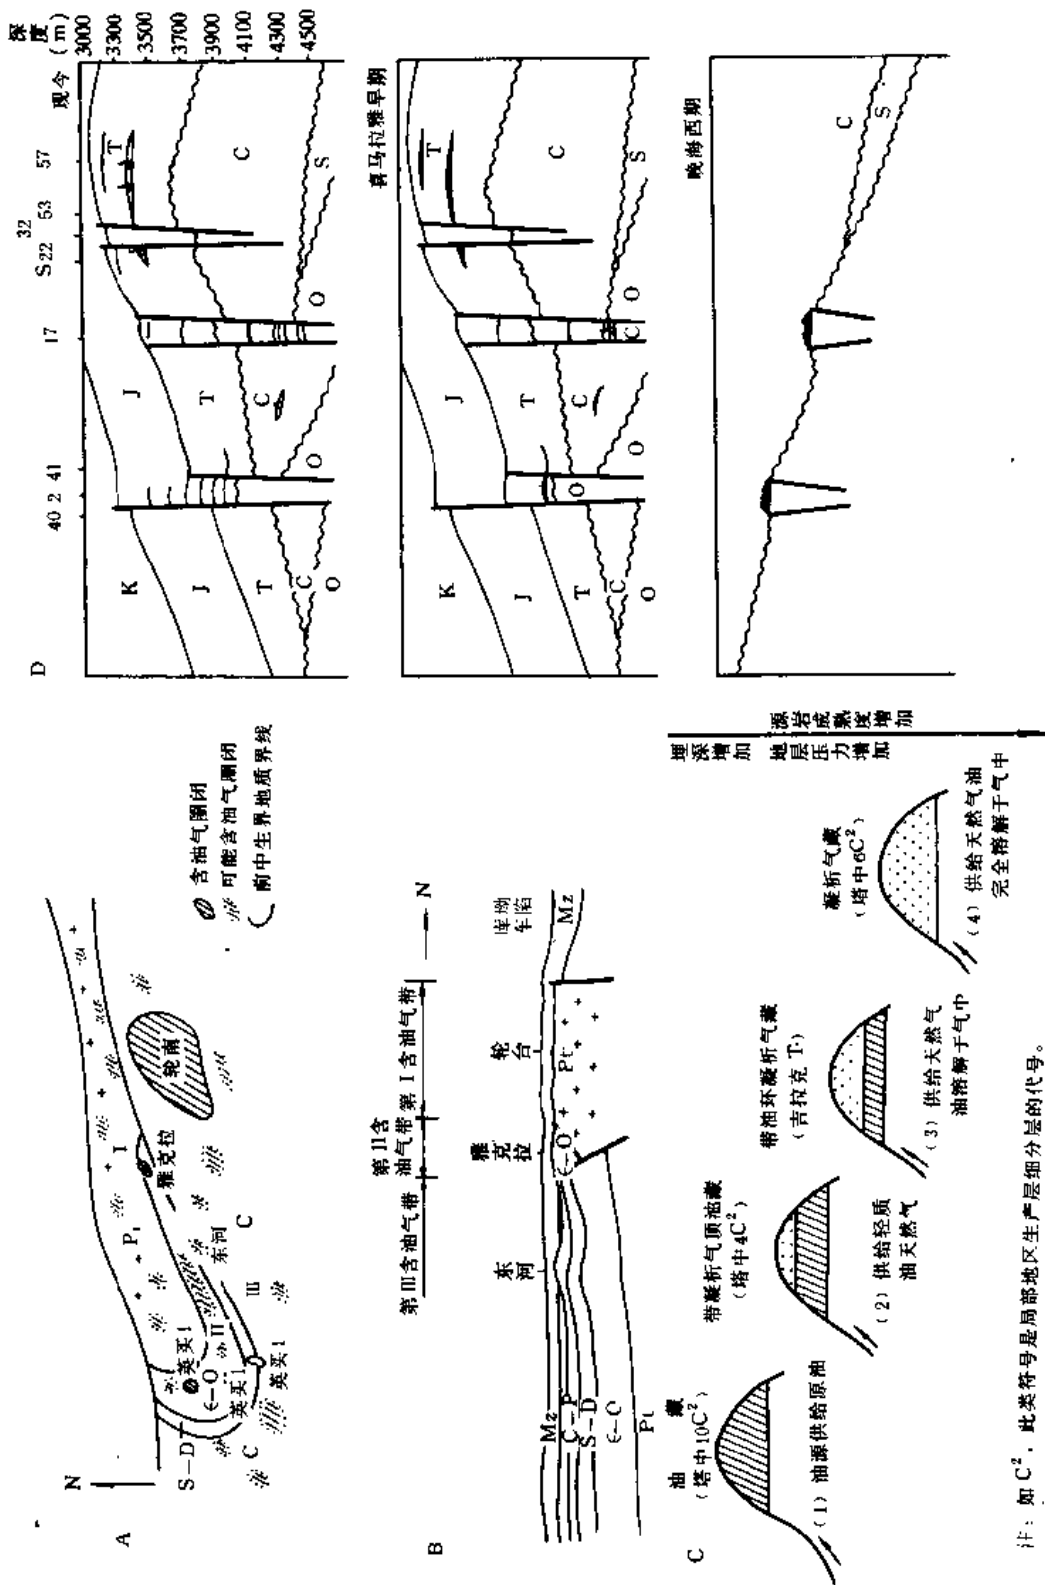 A
N
S—D
C
∈—O
英买1
英买1
英买1
II
III
东河
C
P₁
I
雅克拉
轮南
含油气圈闭
可能含油气圈闭
前中生界地质界线
B
第III含油气带
第II含
油气带
第I含油气带
N
东河
雅克拉
轮台
库车
坳陷
Mz
C—P
S—D
∈—O
Pt
∈—O
Pt
Mz
C
油藏
(塔中10C²)
(1) 油源供给原油
带凝析气顶油藏
(塔中4C²)
(2) 供给轻质
油天然气
带油环凝析气藏
(吉拉克T₁)
(3) 供给天然气
油溶解于气中
凝析气藏
(塔中6C²)
(4) 供给天然气油
完全溶解于气中
埋深增加
地层压力增加
源岩成熟度增加
D
40 2 41 17 S22 32 53 57
现今
深度
(m)
3000
3300
3500
3700
3900
4100
4300
4500
K
J
T
C
O
J
T
C
O
O
T
C
S
喜马拉雅早期
K
J
T
C
O
O
J
T
C
O
C
O
T
C
S
晚海西期
C
S
注：如C²，此类符号是局部地区生产层细分层的代号。